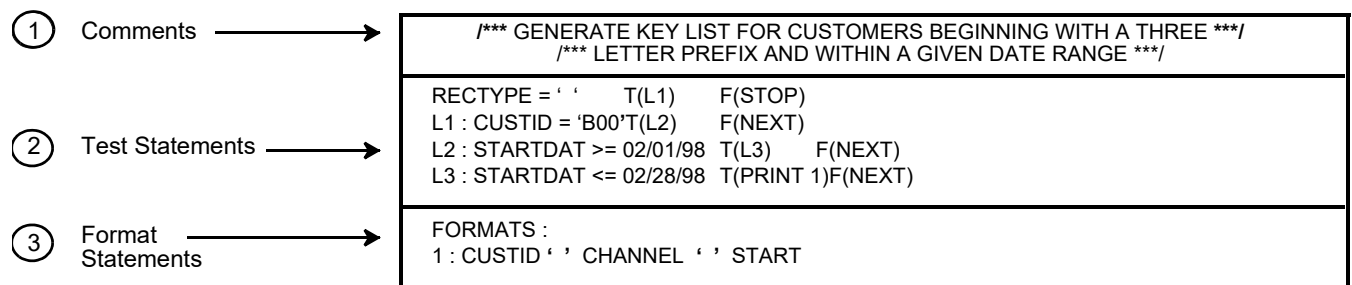 1 Comments
/*** GENERATE KEY LIST FOR CUSTOMERS BEGINNING WITH A THREE ***/
/*** LETTER PREFIX AND WITHIN A GIVEN DATE RANGE ***/
2 Test Statements
RECTYPE = ‘ ‘ T(L1) F(STOP)
L1 : CUSTID = ‘B00’T(L2) F(NEXT)
L2 : STARTDAT >= 02/01/98 T(L3) F(NEXT)
L3 : STARTDAT <= 02/28/98 T(PRINT 1)F(NEXT)
3 Format
Statements
FORMATS :
1 : CUSTID ‘ ’ CHANNEL ‘ ’ START